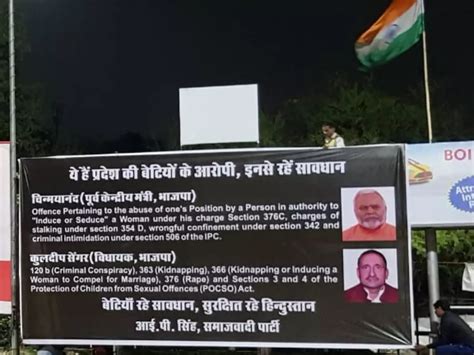 ये हैं प्रदेश की बेटियों के आरोपी, इनसे रहें सावधान
चिन्मयानंद (पूर्व केन्द्रीय मंत्री, भाजपा)
Offence Pertaining to the abuse of one's Position by a Person in authority to
"Induce or Seduce" a Woman under his charge Section 376C, charges of
stalking under section 354 D, wrongful confinement under section 342 and
criminal intimidation under section 506 of the IPC.
कुलदीप सेंगर (विधायक, भाजपा)
120 b (Criminal Conspiracy), 363 (Kidnapping), 366 (Kidnapping or Inducing a
Woman to Compel for Marriage), 376 (Rape) and Sections 3 and 4 of the
Protection of Children from Sexual Offences (POCSO) Act.
बेटियाँ रहे सावधान, सुरक्षित रहे हिन्दुस्तान
आई.पी. सिंह, समाजवादी पार्टी
BOI